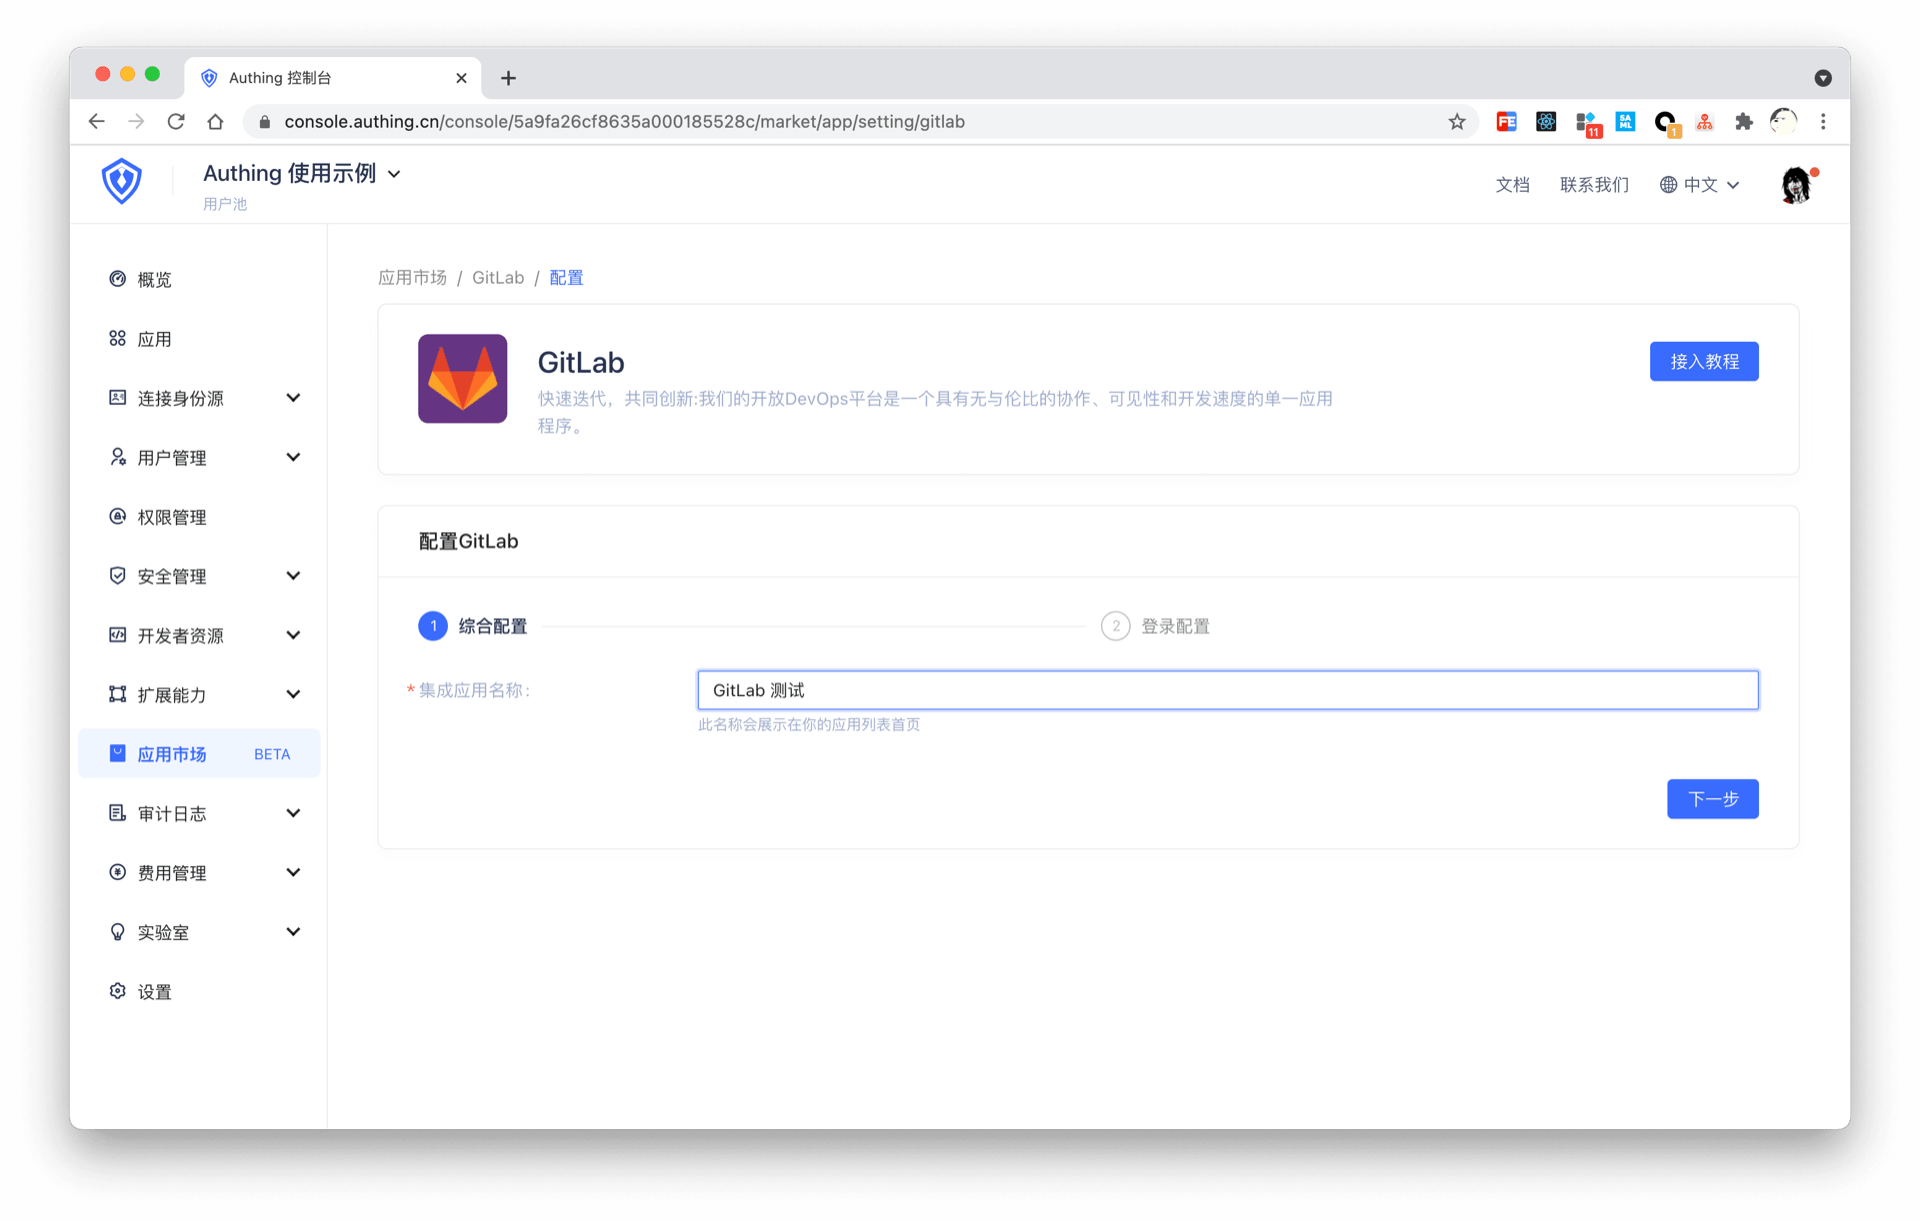 Authing 控制台
console.authing.cn/console/5a9fa26cf8635a000185528c/market/app/setting/gitlab
FE
11
SA
ML
1
Authing 使用示例
用户池
文档 联系我们 中文
概览
应用
连接身份源
用户管理
权限管理
安全管理
开发者资源
扩展能力
应用市场 BETA
审计日志
费用管理
实验室
设置
应用市场 / GitLab / 配置
GitLab
接入教程
快速迭代，共同创新:我们的开放DevOps平台是一个具有无与伦比的协作、可见性和开发速度的单一应用
程序。
配置GitLab
1 综合配置
2 登录配置
* 集成应用名称:
GitLab 测试
此名称会展示在你的应用列表首页
下一步